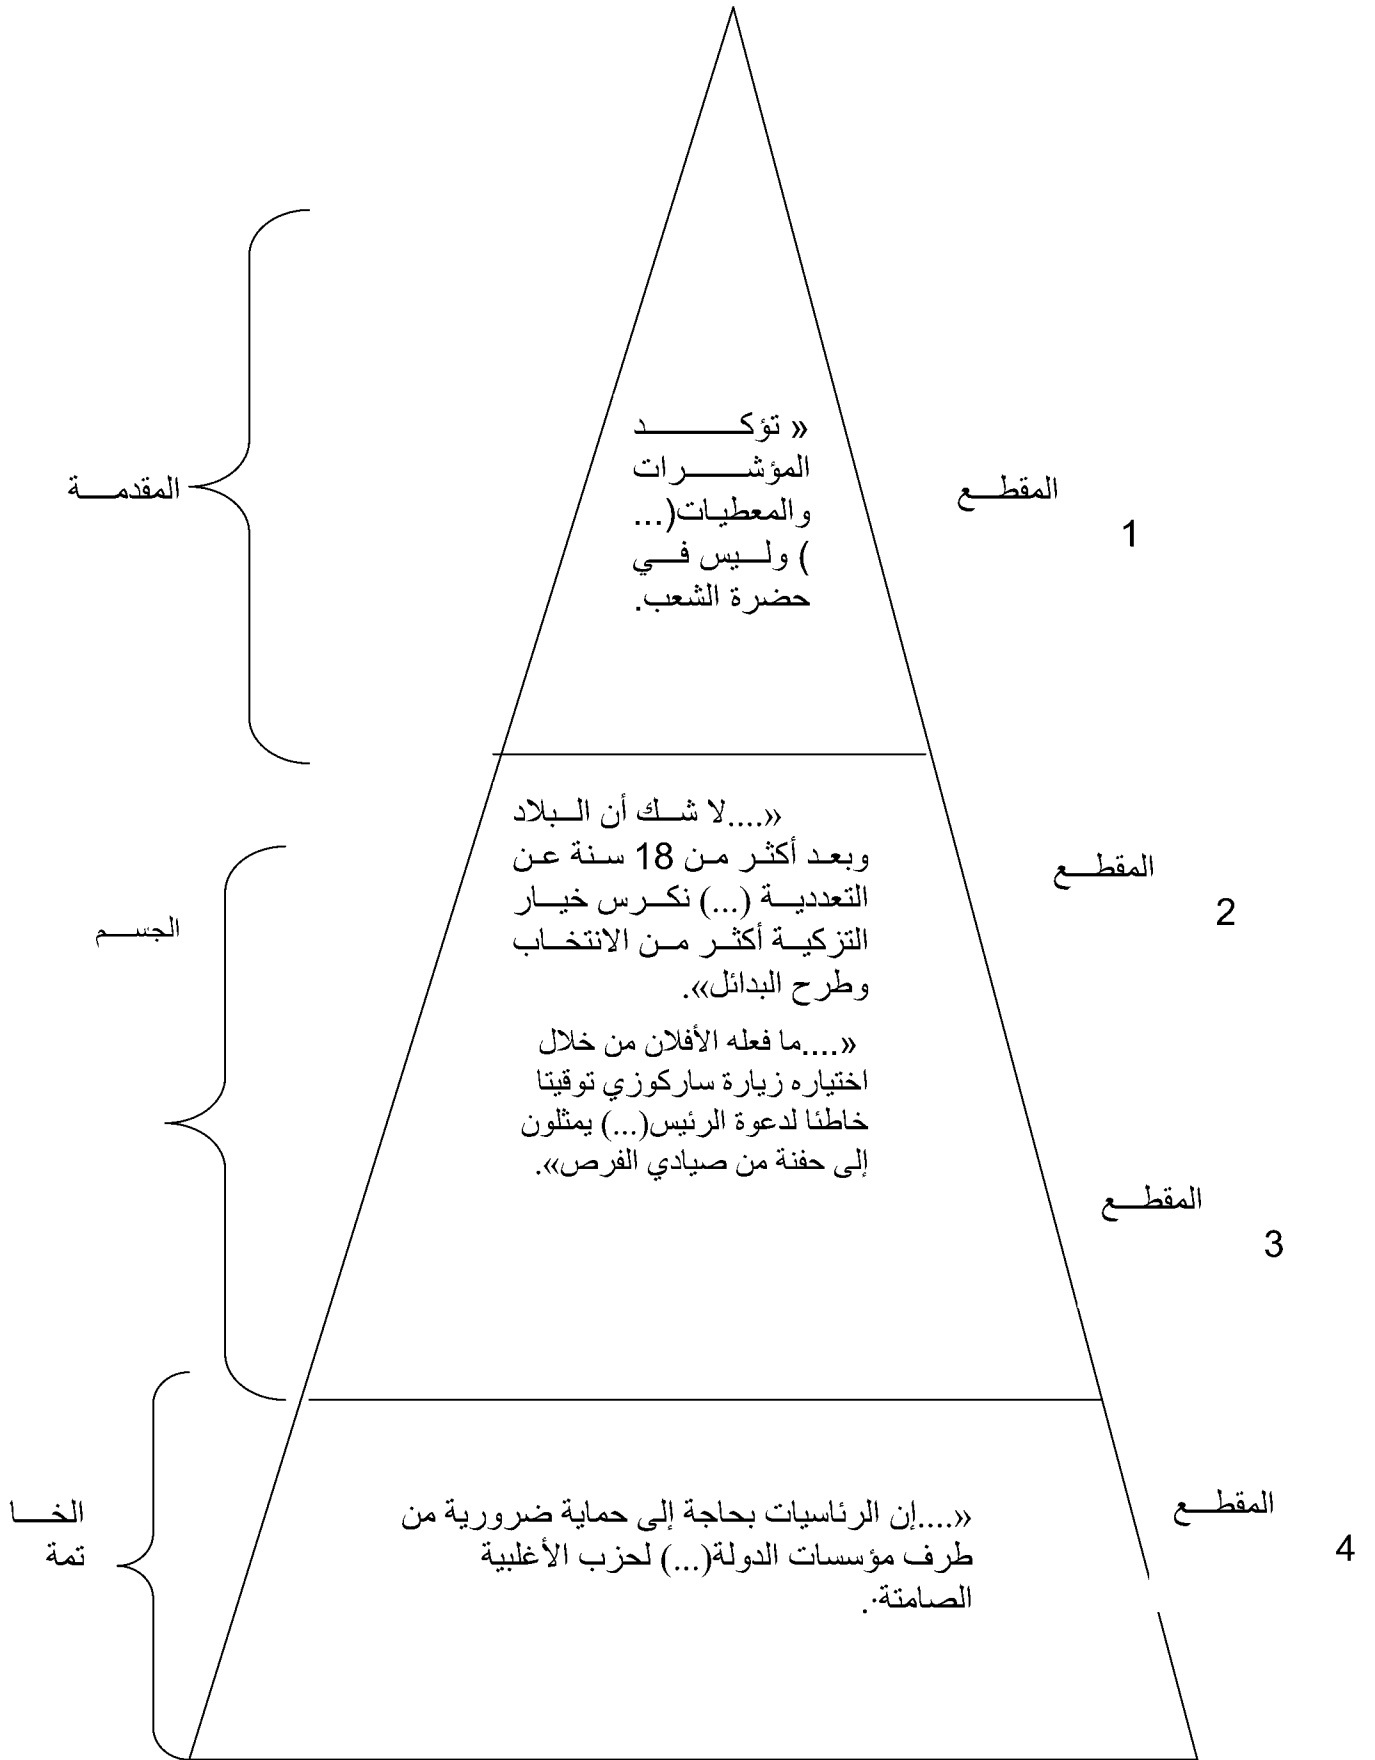 « تؤكد
المؤشرات
والمعطيات(...
) وليس في
حضرة الشعب.
المقطع
1
المقدمة
«....لا شك أن البلاد
وبعد أكثر من 18 سنة عن
التعددية (...) نكرس خيار
التزكية أكثر من الانتخاب
وطرح البدائل».
المقطع
2
الجسم
«....ما فعله الأفلان من خلال
اختياره زيارة ساركوزي توقيتا
خاطئا لدعوة الرئيس(...) يمثلون
إلى حفنة من صيادي الفرص».
المقطع
3
«....إن الرئاسيات بحاجة إلى حماية ضرورية من
طرف مؤسسات الدولة(...) لحزب الأغلبية
الصامتة.
المقطع
4
الخا
تمة